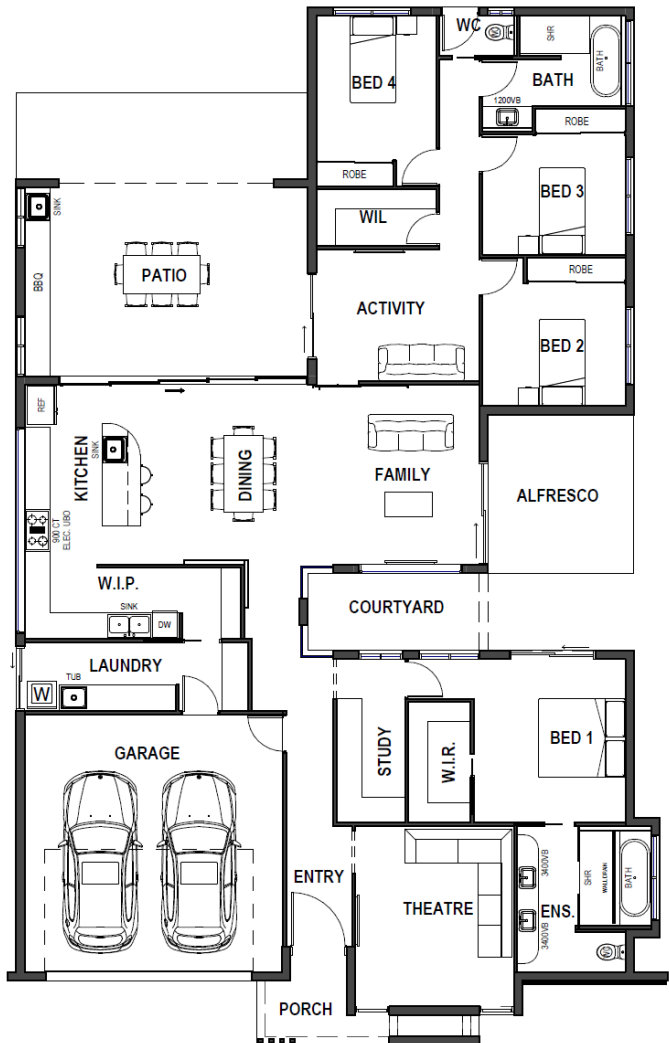 WC
SHR
BATH
BED 4
BATH
1200VB
ROBE
ROBE
BED 3
SINK
WIL
BBQ
PATIO
ROBE
ACTIVITY
BED 2
REF
KITCHEN
SINK
DINING
FAMILY
ALFRESCO
900 CT
ELEC. UBO
W.I.P.
SINK
DW
COURTYARD
LAUNDRY
W
TUB
GARAGE
STUDY
W.I.R.
BED 1
ENTRY
THEATRE
3400VB
3400VB
ENS.
SHR
WALLDRAIN
BATH
PORCH